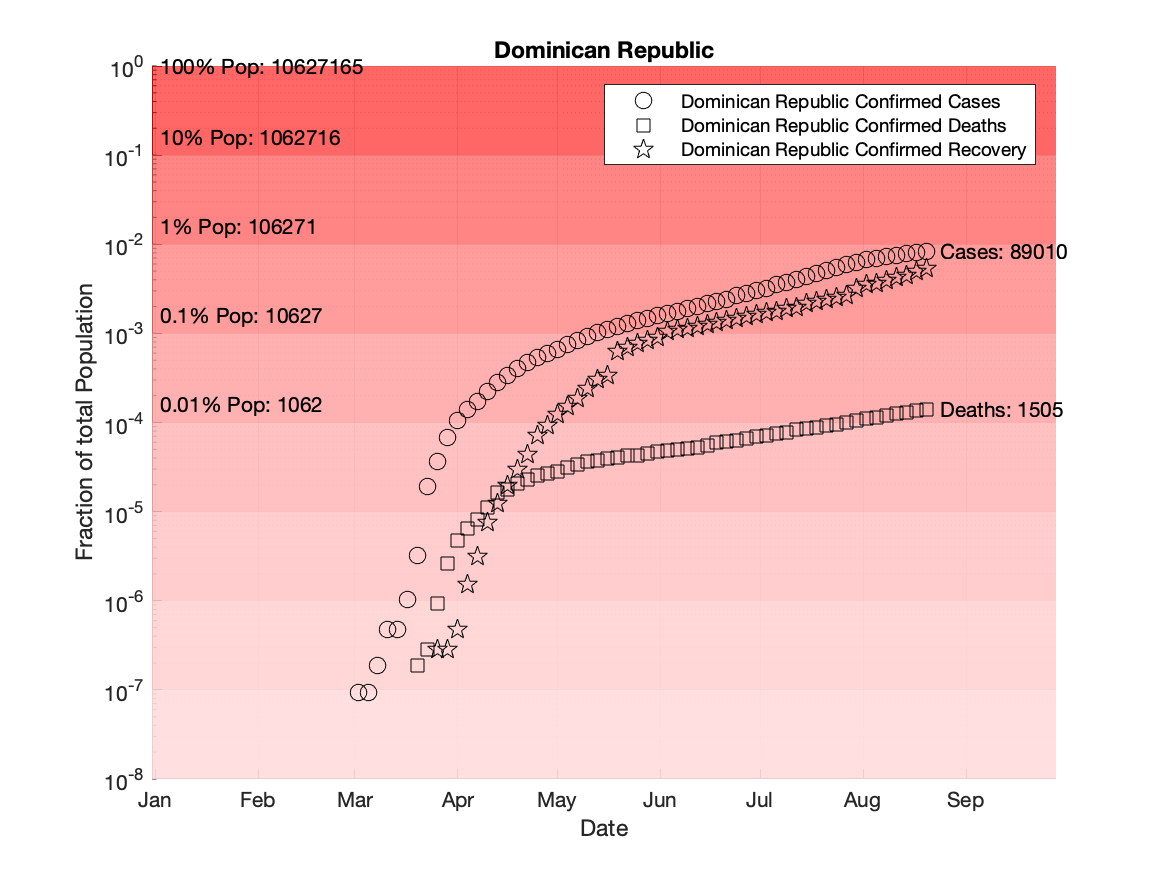 Dominican Republic
10^0
100% Pop: 10627165
Dominican Republic Confirmed Cases
Dominican Republic Confirmed Deaths
Dominican Republic Confirmed Recovery
10% Pop: 1062716
10^-1
1% Pop: 106271
10^-2
Cases: 89010
0.1% Pop: 10627
10^-3
0.01% Pop: 1062
Deaths: 1505
10^-4
10^-5
10^-6
10^-7
10^-8
Fraction of total Population
Jan Feb Mar Apr May Jun Jul Aug Sep
Date